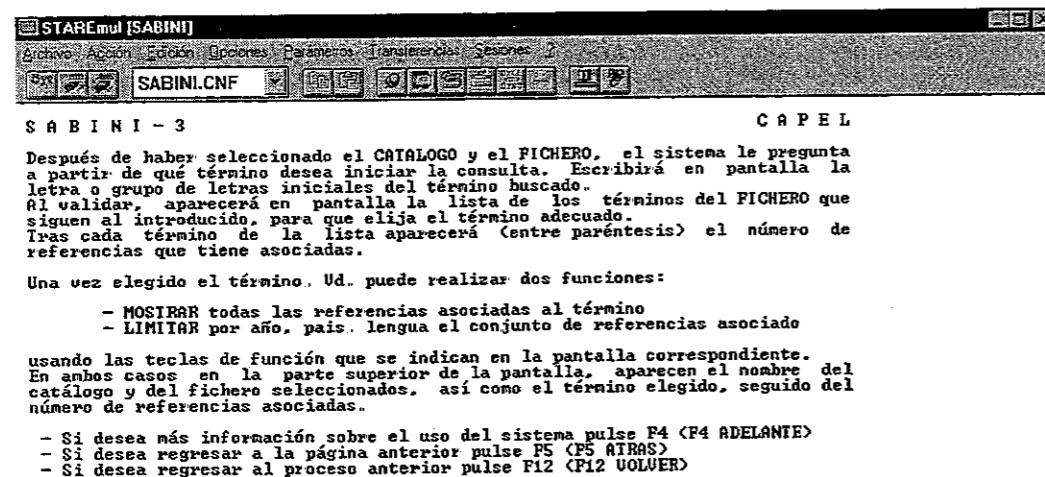 STAREmul [SABINI]
Archivo Acción Edición Opciones Parámetros Transferencias Sesiones ?
Bye SABINI.CNF
S A B I N I - 3 C A P E L
Después de haber seleccionado el CATALOGO y el FICHERO, el sistema le pregunta
a partir de qué término desea iniciar la consulta. Escribirá en pantalla la
letra o grupo de letras iniciales del término buscado.
Al validar, aparecerá en pantalla la lista de los términos del FICHERO que
siguen al introducido, para que elija el término adecuado.
Tras cada término de la lista aparecerá (entre paréntesis) el número de
referencias que tiene asociadas.
Una vez elegido el término, Vd. puede realizar dos funciones:
- MOSTRAR todas las referencias asociadas al término
- LIMITAR por año, pais, lengua el conjunto de referencias asociado
usando las teclas de función que se indican en la pantalla correspondiente.
En ambos casos en la parte superior de la pantalla, aparecen el nombre del
catálogo y del fichero seleccionados, así como el término elegido, seguido del
número de referencias asociadas.
- Si desea más información sobre el uso del sistema pulse F4 (F4 ADELANTE)
- Si desea regresar a la página anterior pulse F5 (F5 ATRAS)
- Si desea regresar al proceso anterior pulse F12 (F12 VOLVER)